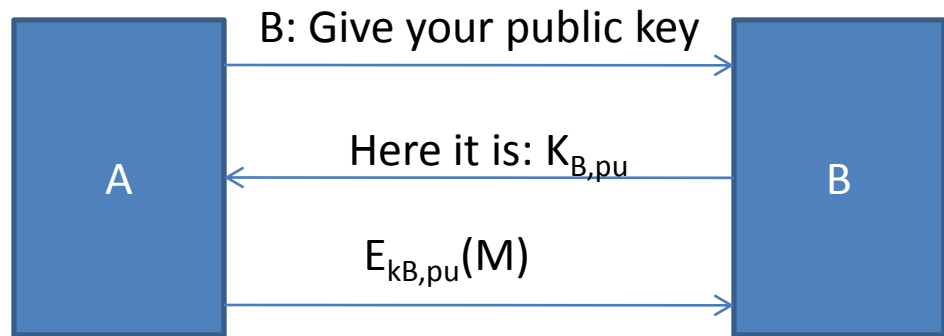 B: Give your public key
A
Here it is: K_B,pu
B
E_kB,pu(M)